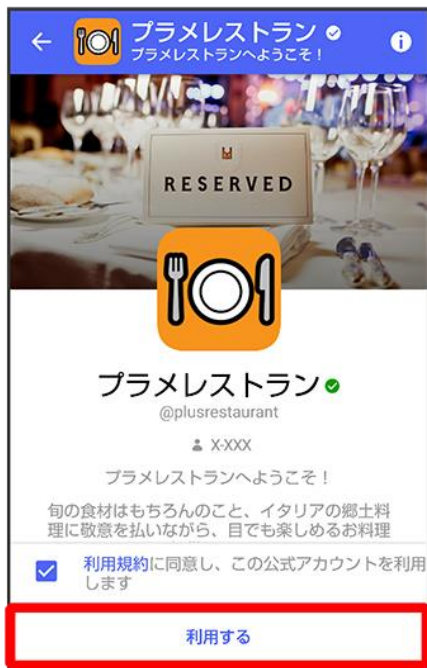 プラメレストラン
プラメレストランへようこそ！
RESERVED
プラメレストラン
@plusrestaurant
X-XXX
プラメレストランへようこそ！
旬の食材はもちろんのこと、イタリアの郷土料
理に敬意を払いながら、目でも楽しめるお料理
利用規約に同意し、この公式アカウントを利用
します
利用する